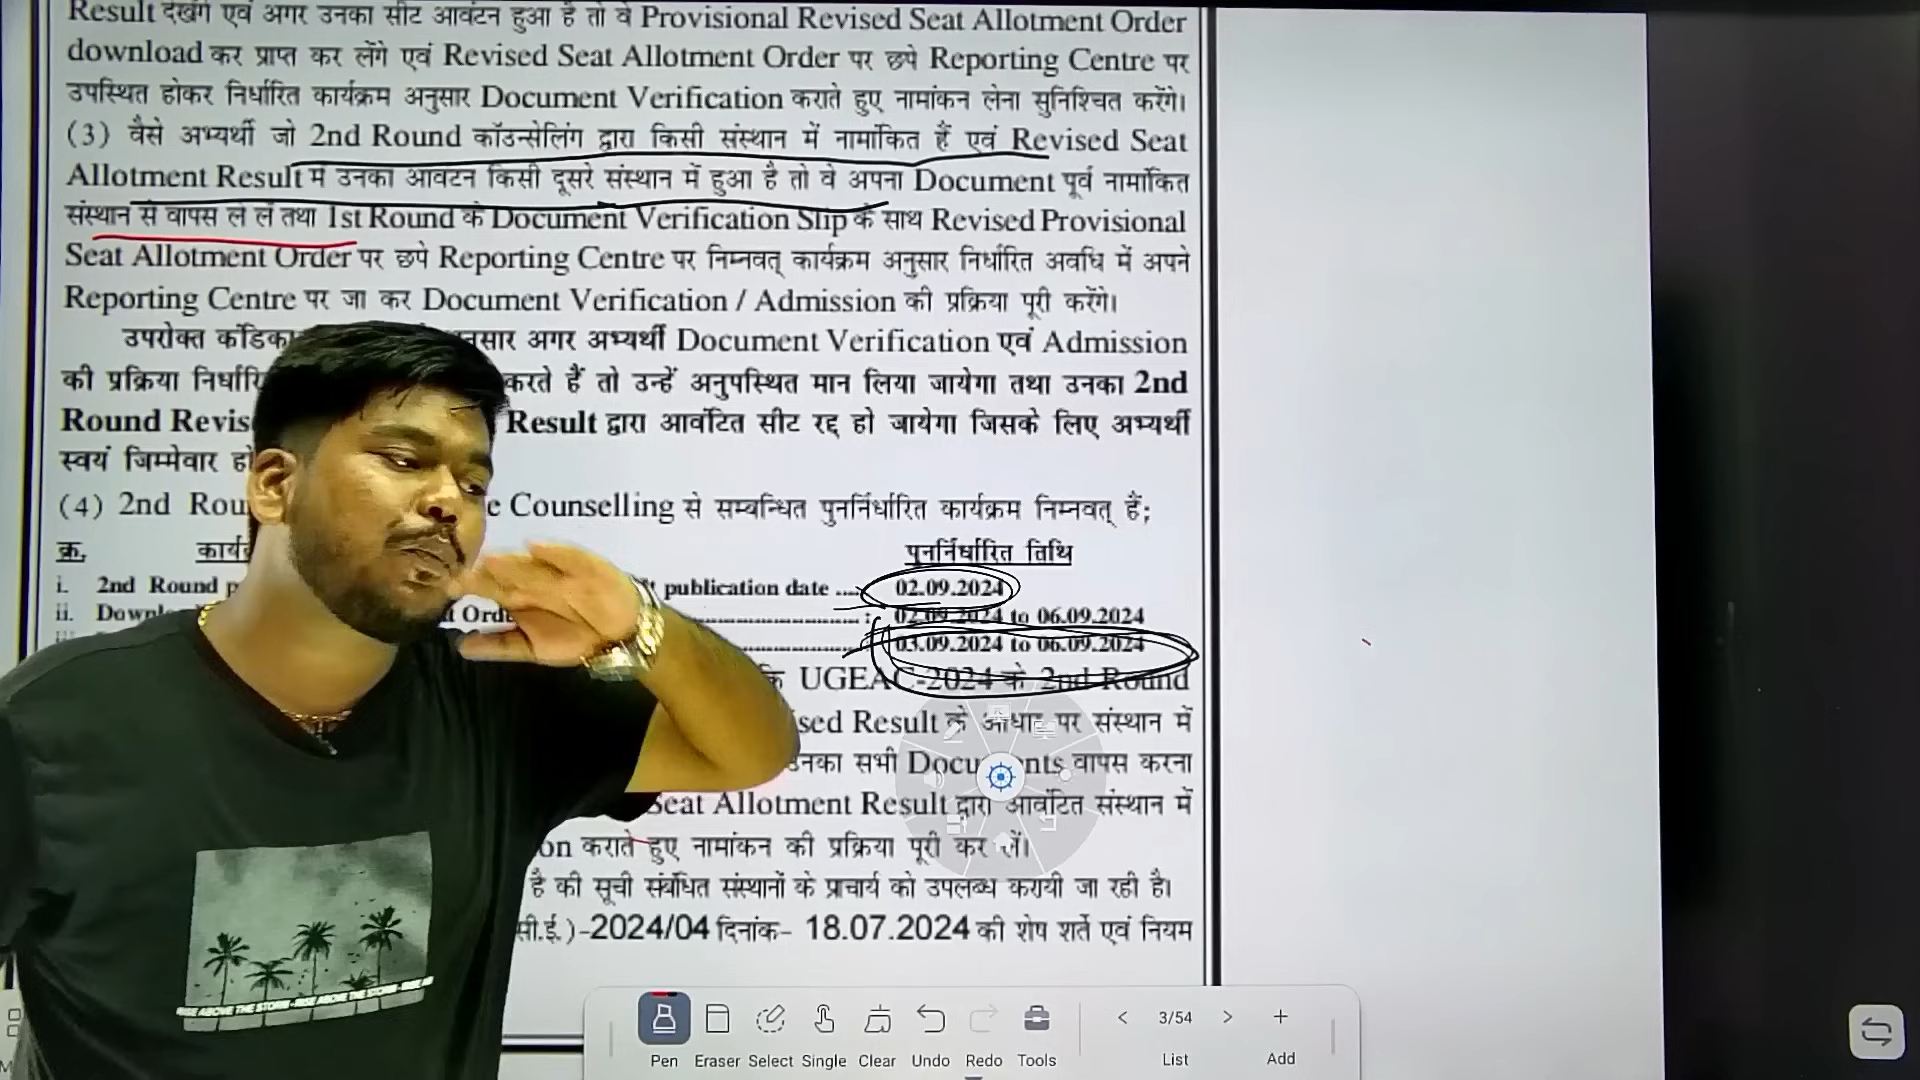 Result देखेंगे एवं अगर उनका सीट आवंटन हुआ है तो वे Provisional Revised Seat Allotment Order
download कर प्राप्त कर लेंगे एवं Revised Seat Allotment Order पर छपे Reporting Centre पर
उपस्थित होकर निर्धारित कार्यक्रम अनुसार Document Verification कराते हुए नामांकन लेना सुनिश्चित करेंगे।
(3) वैसे अभ्यर्थी जो 2nd Round कॉउन्सेलिंग द्वारा किसी संस्थान में नामांकित हैं एवं Revised Seat
Allotment Result में उनका आवंटन किसी दूसरे संस्थान में हुआ है तो वे अपना Document पूर्व नामांकित
संस्थान से वापस ले लें तथा 1st Round के Document Verification Slip के साथ Revised Provisional
Seat Allotment Order पर छपे Reporting Centre पर निम्नवत् कार्यक्रम अनुसार निर्धारित अवधि में अपने
Reporting Centre पर जा कर Document Verification / Admission की प्रक्रिया पूरी करेंगे।
उपरोक्त कंडिका अगर अभ्यर्थी Document Verification एवं Admission
की प्रक्रिया करते हैं तो उन्हें अनुपस्थित मान लिया जायेगा तथा उनका 2nd
Round Result द्वारा आवंटित सीट रद्द हो जायेगा जिसके लिए अभ्यर्थी
स्वयं जिम्मेवार
(4) 2nd Counselling से सम्बन्धित पुनर्निर्धारित कार्यक्रम निम्नवत् हैं;
क्र. पुनर्निर्धारित तिथि
i. 2nd Round publication date ....: 02.09.2024
ii. : 02.09.2024 to 06.09.2024
03.09.2024 to 06.09.2024
UGEAC-2024 के 2nd Round
Result के आधार पर संस्थान में
सभी Documents वापस करना
Seat Allotment Result द्वारा आवंटित संस्थान में
कराते हुए नामांकन की प्रक्रिया पूरी कर लें।
है की सूची संबंधित संस्थानों के प्राचार्य को उपलब्ध करायी जा रही है।
सी.ई.)-2024/04 दिनांक- 18.07.2024 की शेष शर्ते एवं नियम
RISE ABOVE THE STORM
< 3/54 > +
Pen Eraser Select Single Clear Undo Redo Tools List Add